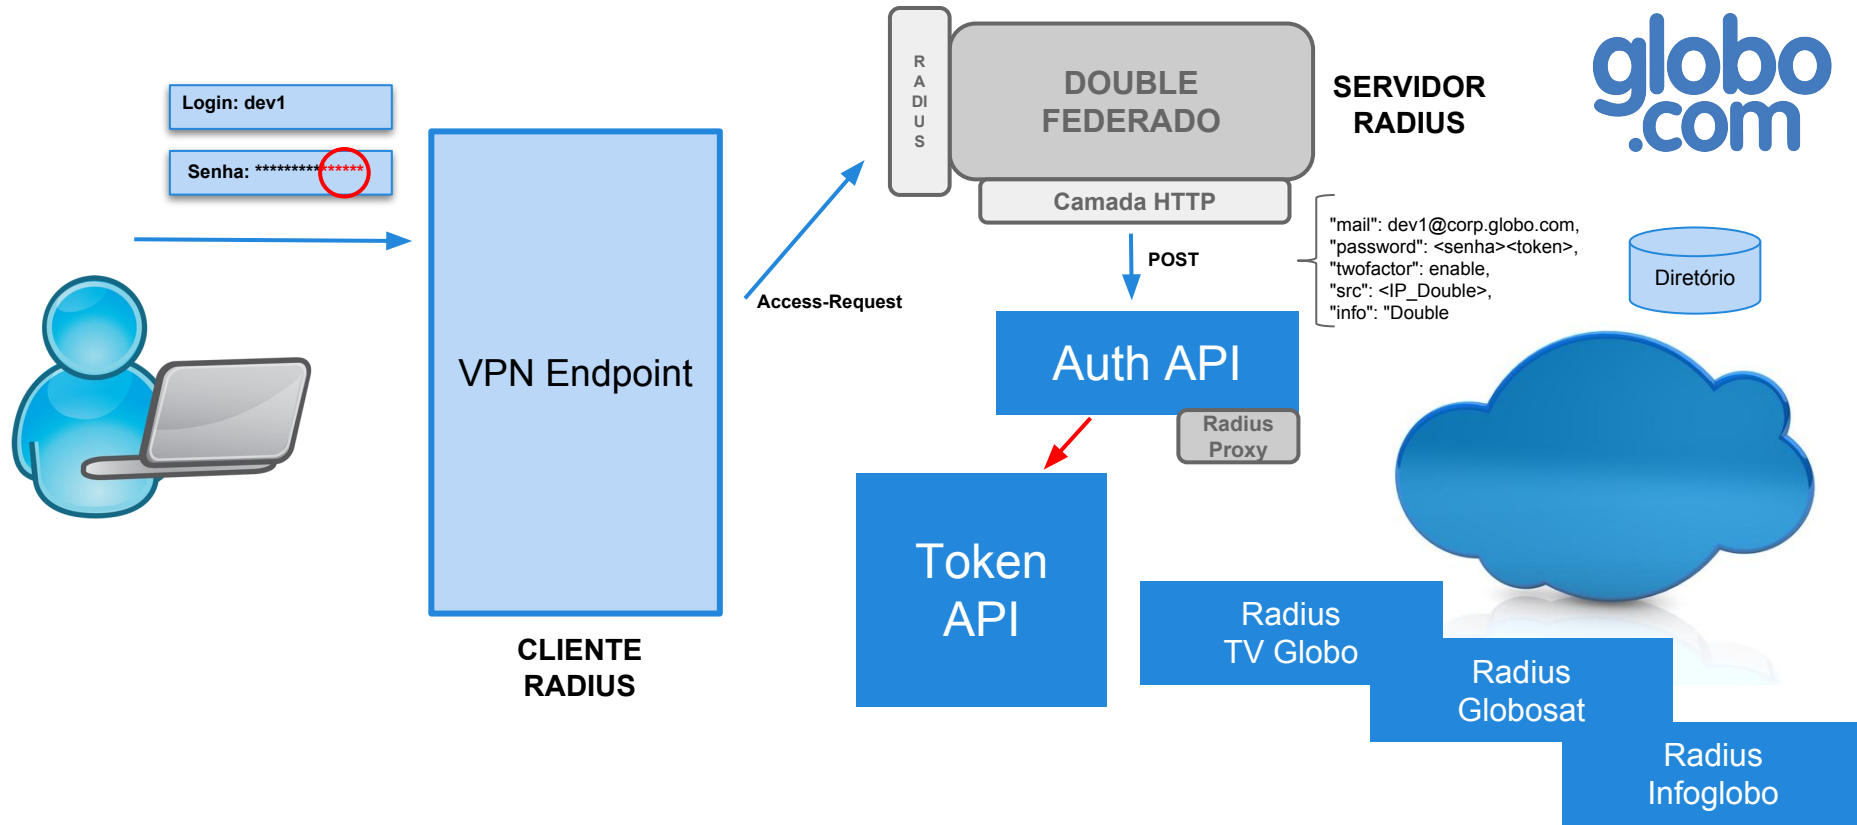 Login: dev1
Senha: ***************
VPN Endpoint
CLIENTE
RADIUS
Access-Request
R
A
DI
U
S
DOUBLE
FEDERADO
Camada HTTP
SERVIDOR
RADIUS
globo
.com
POST
"mail": dev1@corp.globo.com,
"password": <senha><token>,
"twofactor": enable,
"src": <IP_Double>,
"info": "Double
Diretório
Auth API
Radius
Proxy
Token
API
Radius
TV Globo
Radius
Globosat
Radius
Infoglobo